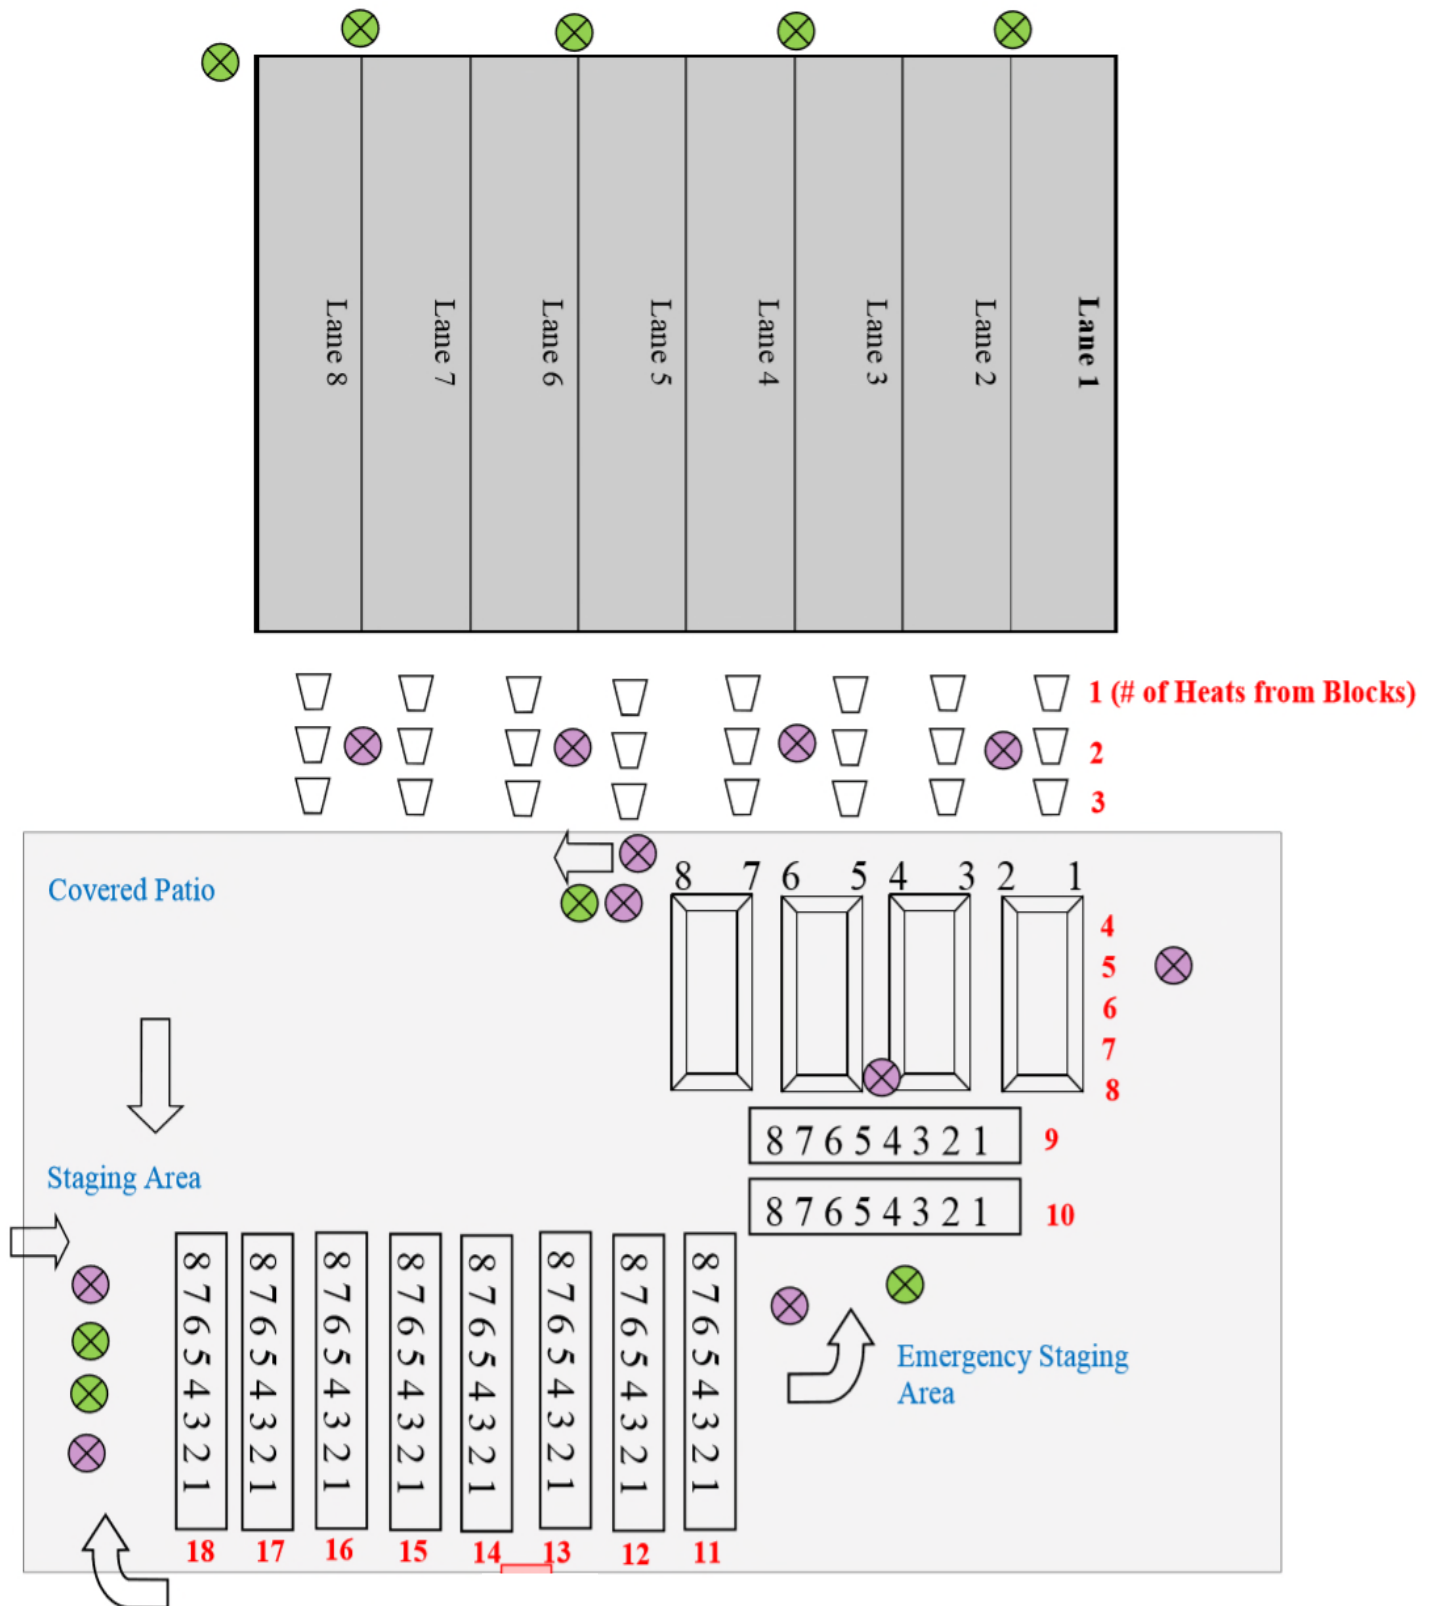 Lane 8
Lane 7
Lane 6
Lane 5
Lane 4
Lane 3
Lane 2
Lane 1
1 (# of Heats from Blocks)
2
3
Covered Patio
8 7 6 5 4 3 2 1
4
5
6
7
8
8 7 6 5 4 3 2 1 9
Staging Area
8 7 6 5 4 3 2 1 10
8 7 6 5 4 3 2 1
8 7 6 5 4 3 2 1
8 7 6 5 4 3 2 1
8 7 6 5 4 3 2 1
8 7 6 5 4 3 2 1
8 7 6 5 4 3 2 1
8 7 6 5 4 3 2 1
8 7 6 5 4 3 2 1
Emergency Staging
Area
18 17 16 15 14 13 12 11